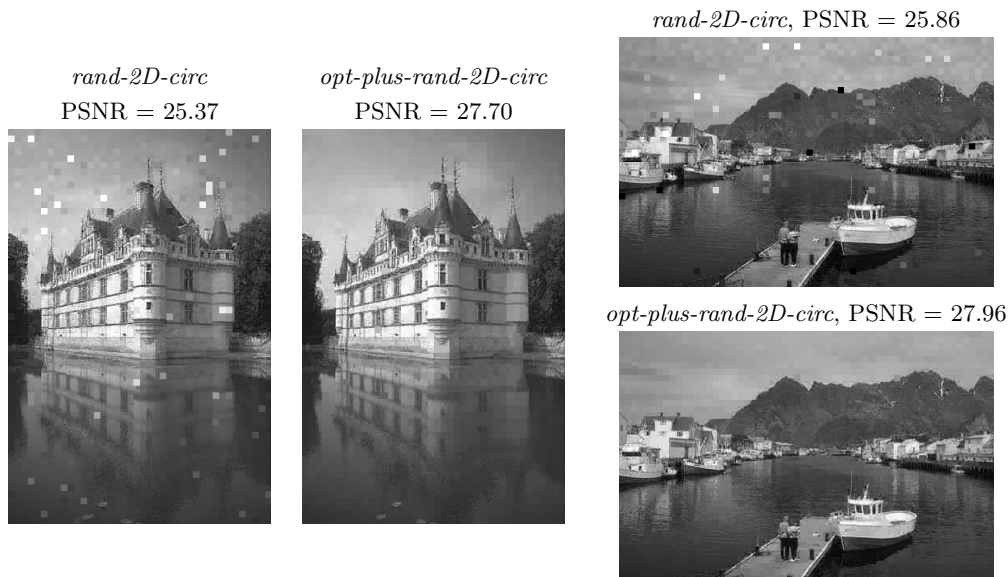 rand-2D-circ
PSNR = 25.37
opt-plus-rand-2D-circ
PSNR = 27.70
rand-2D-circ, PSNR = 25.86
opt-plus-rand-2D-circ, PSNR = 27.96